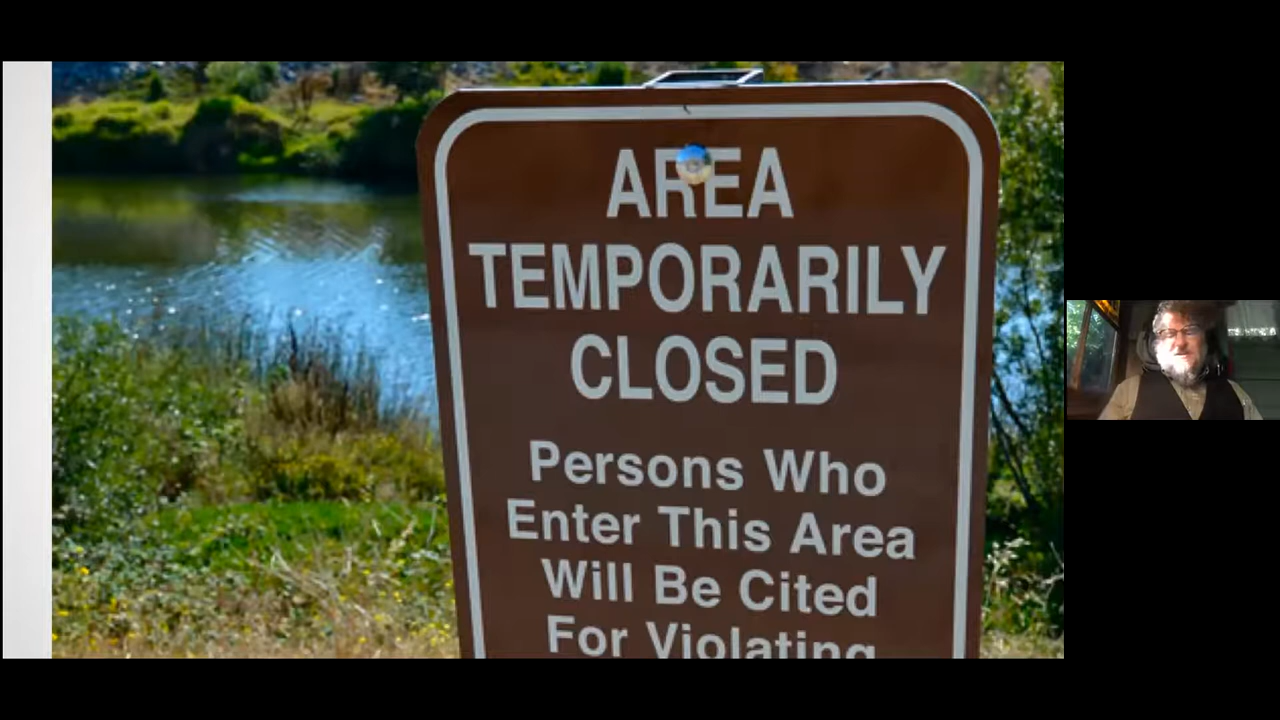 AREA
TEMPORARILY
CLOSED
Persons Who
Enter This Area
Will Be Cited
For Violating